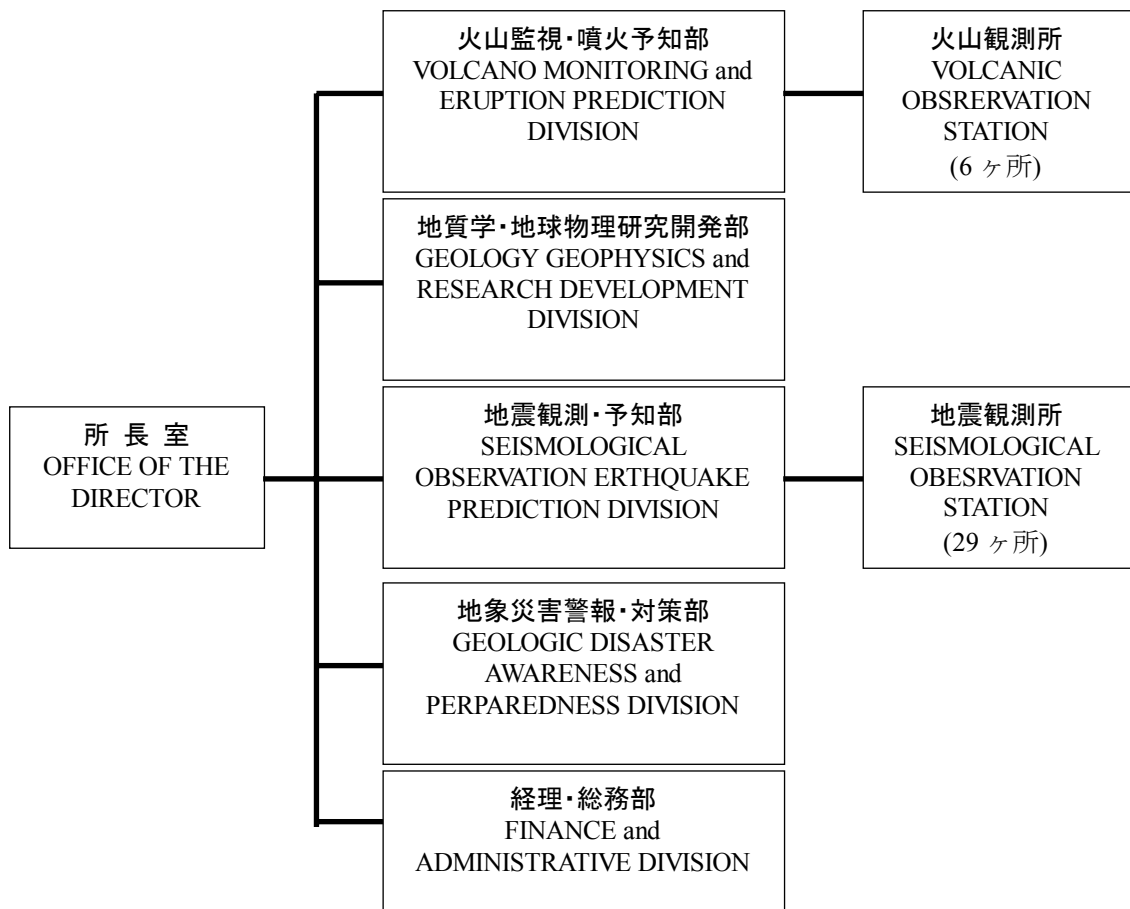 火山監視・噴火予知部
VOLCANO MONITORING and
ERUPTION PREDICTION
DIVISION
火山観測所
VOLCANIC
OBSRERVATION
STATION
(6 ヶ所)
地質学・地球物理研究開発部
GEOLOGY GEOPHYSICS and
RESEARCH DEVELOPMENT
DIVISION
所 長 室
OFFICE OF THE
DIRECTOR
地震観測・予知部
SEISMOLOGICAL
OBSERVATION ERTHQUAKE
PREDICTION DIVISION
地震観測所
SEISMOLOGICAL
OBESRVATION
STATION
(29 ヶ所)
地象災害警報・対策部
GEOLOGIC DISASTER
AWARENESS and
PERPAREDNESS DIVISION
経理・総務部
FINANCE and
ADMINISTRATIVE DIVISION